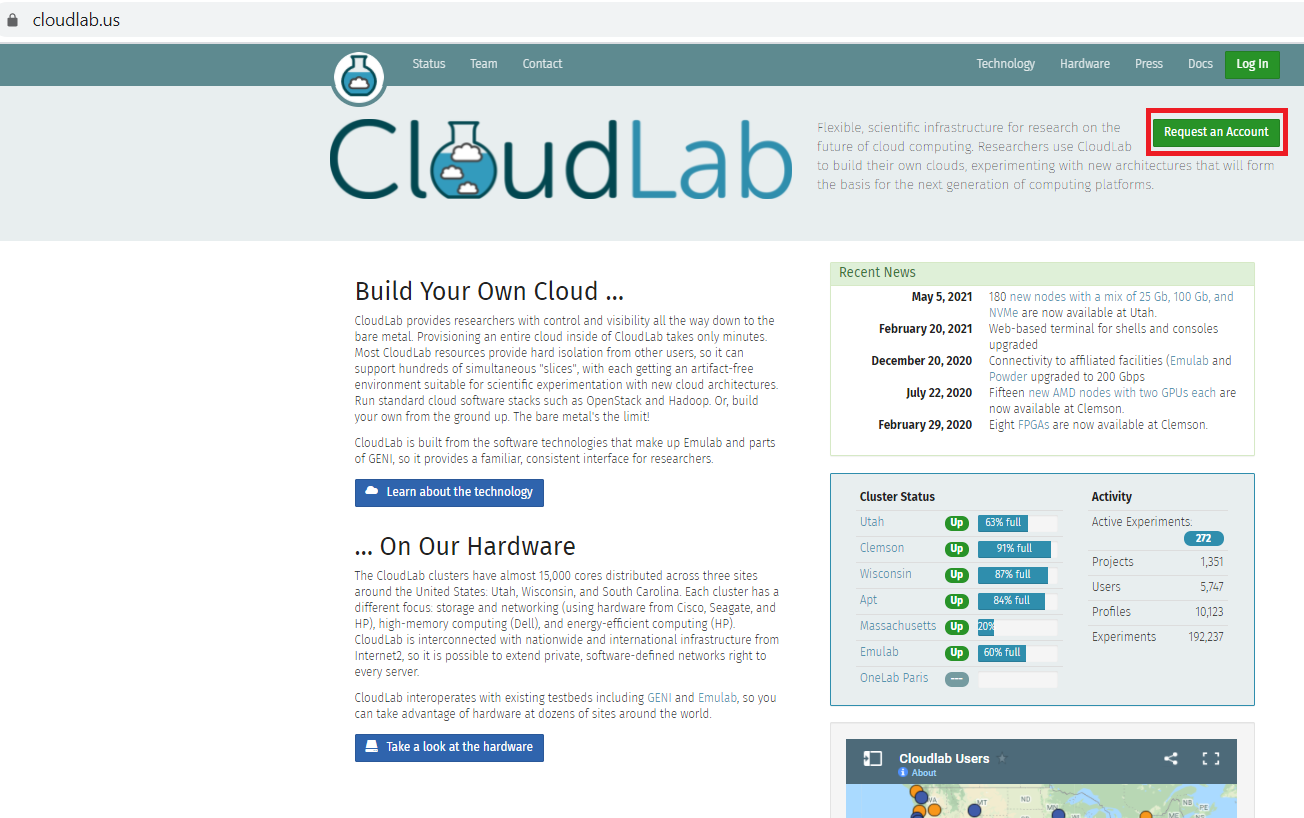 cloudlab.us
Status Team Contact Technology Hardware Press Docs Log In
CloudLab
Flexible, scientific infrastructure for research on the
future of cloud computing. Researchers use CloudLab
to build their own clouds, experimenting with new architectures that will form
the basis for the next generation of computing platforms.
Request an Account
Build Your Own Cloud ...
CloudLab provides researchers with control and visibility all the way down to the
bare metal. Provisioning an entire cloud inside of CloudLab takes only minutes.
Most CloudLab resources provide hard isolation from other users, so it can
support hundreds of simultaneous "slices", with each getting an artifact-free
environment suitable for scientific experimentation with new cloud architectures.
Run standard cloud software stacks such as OpenStack and Hadoop. Or, build
your own from the ground up. The bare metal's the limit!
CloudLab is built from the software technologies that make up Emulab and parts
of GENI, so it provides a familiar, consistent interface for researchers.
Learn about the technology
... On Our Hardware
The CloudLab clusters have almost 15,000 cores distributed across three sites
around the United States: Utah, Wisconsin, and South Carolina. Each cluster has a
different focus: storage and networking (using hardware from Cisco, Seagate, and
HP), high-memory computing (Dell), and energy-efficient computing (HP).
CloudLab is interconnected with nationwide and international infrastructure from
Internet2, so it is possible to extend private, software-defined networks right to
every server.
CloudLab interoperates with existing testbeds including GENI and Emulab, so you
can take advantage of hardware at dozens of sites around the world.
Take a look at the hardware
Recent News
May 5, 2021 180 new nodes with a mix of 25 Gb, 100 Gb, and
NVMe are now available at Utah.
February 20, 2021 Web-based terminal for shells and consoles
upgraded
December 20, 2020 Connectivity to affiliated facilities (Emulab and
Powder upgraded to 200 Gbps
July 22, 2020 Fifteen new AMD nodes with two GPUs each are
now available at Clemson.
February 29, 2020 Eight FPGAs are now available at Clemson.
Cluster Status
Utah Up 63% full
Clemson Up 91% full
Wisconsin Up 87% full
Apt Up 84% full
Massachusetts Up 20%
Emulab Up 60% full
OneLab Paris ---
Activity
Active Experiments:
272
Projects 1,351
Users 5,747
Profiles 10,123
Experiments 192,237
Cloudlab Users
About
WA MT ND MN NB PE
ME